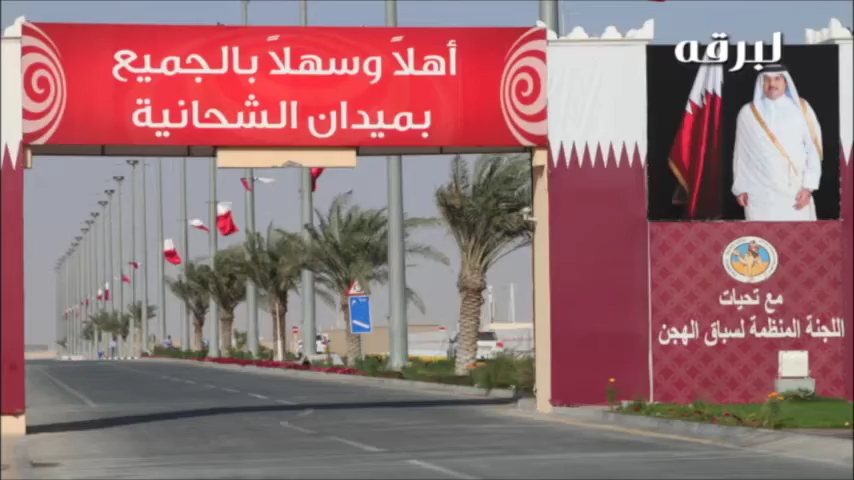 أهلاً وسهلاً بالجميع
بميدان الشحانية
لبرقه
مع تحيات
اللجنة المنظمة لسباق الهجن